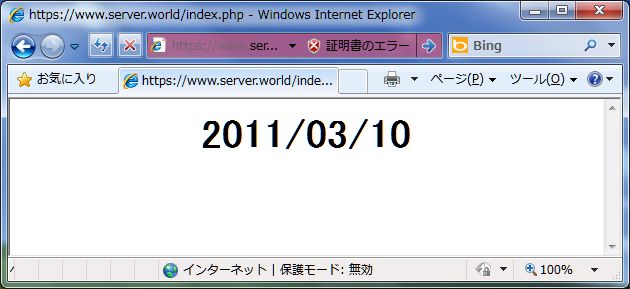 https://www.server.world/index.php - Windows Internet Explorer
https://www.ser... 証明書のエラー Bing
お気に入り https://www.server.world/inde... ページ(P) ツール(O)
2011/03/10
インターネット | 保護モード: 無効 100%